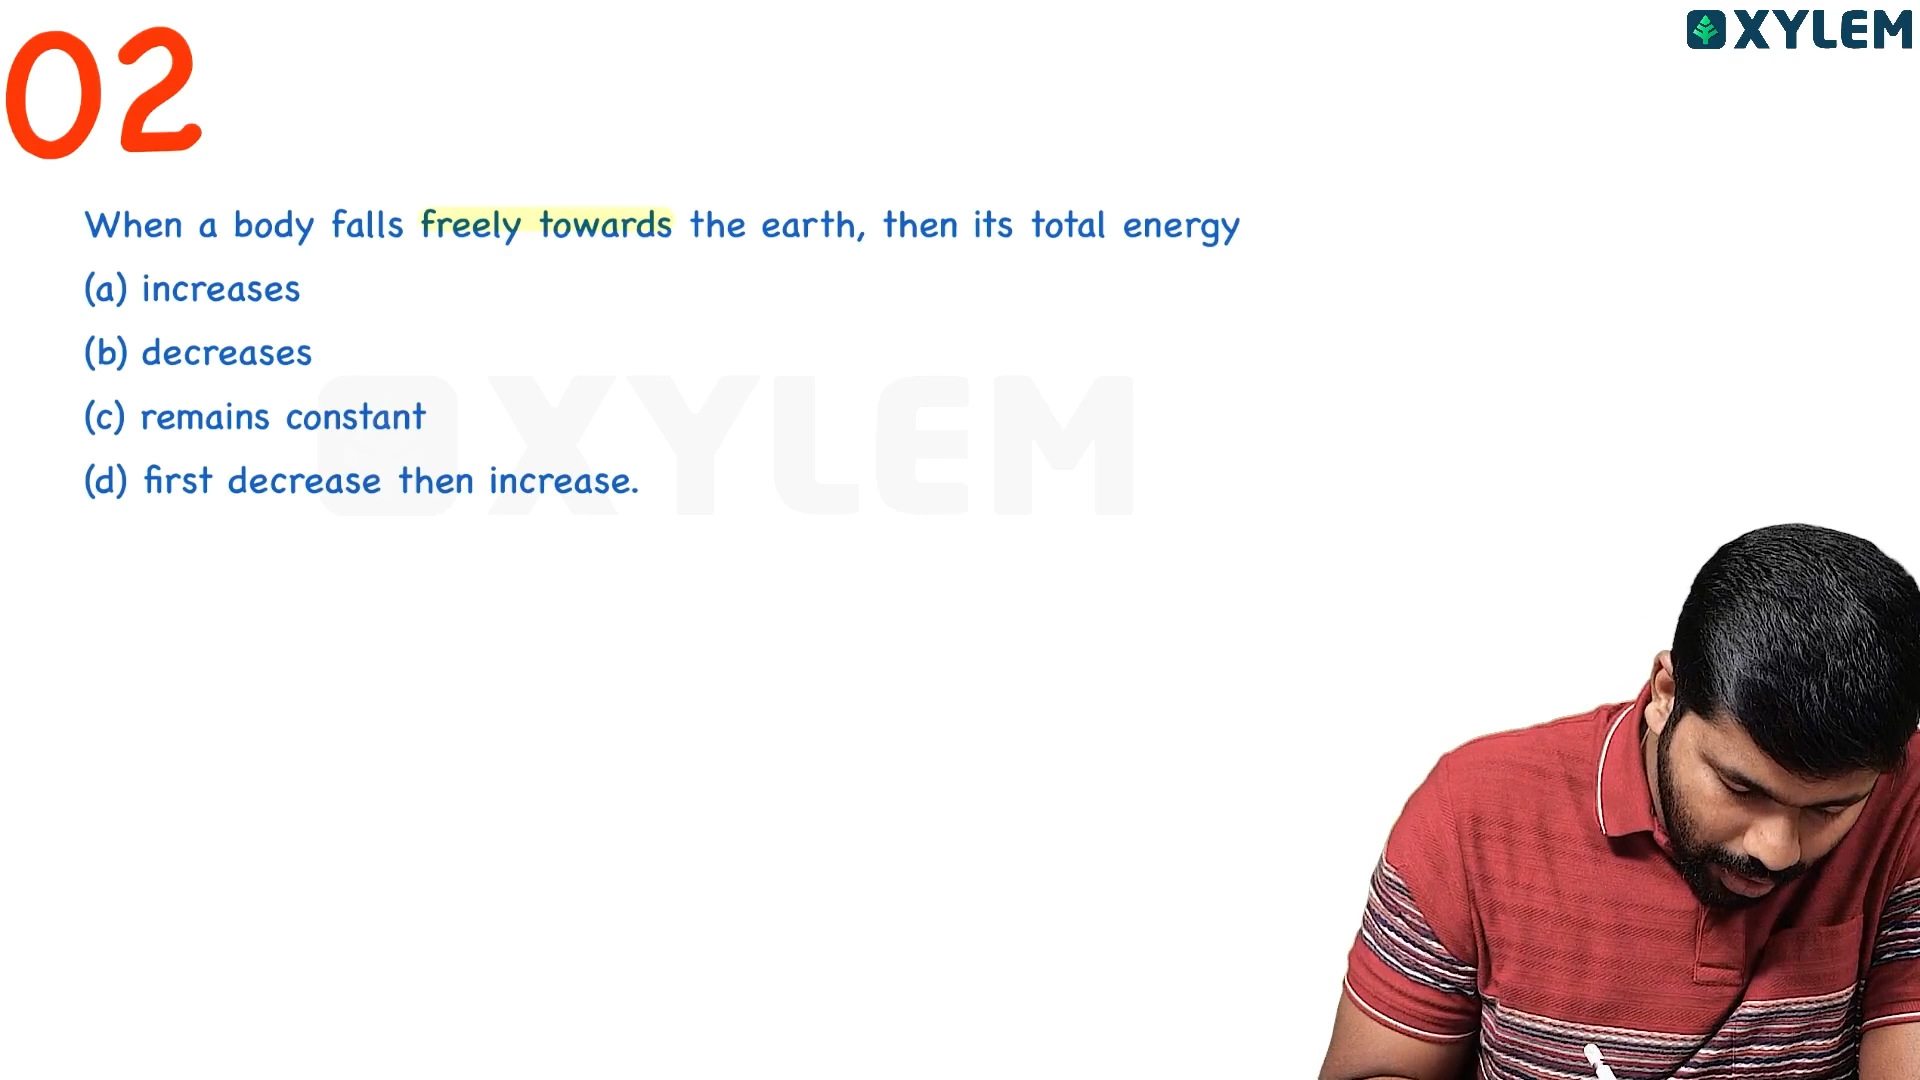 XYLEM
02
When a body falls freely towards the earth, then its total energy
(a) increases
(b) decreases
(c) remains constant
(d) first decrease then increase.
XYLEM